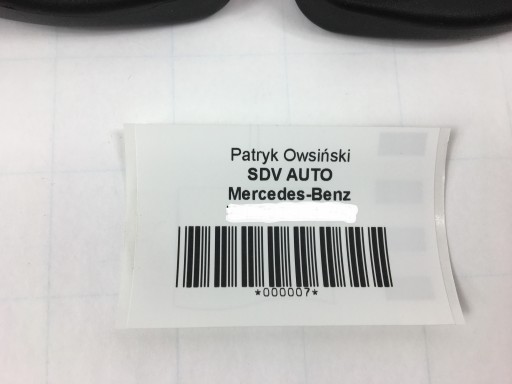 Patryk Owsiński
SDV AUTO
Mercedes-Benz
*000007*